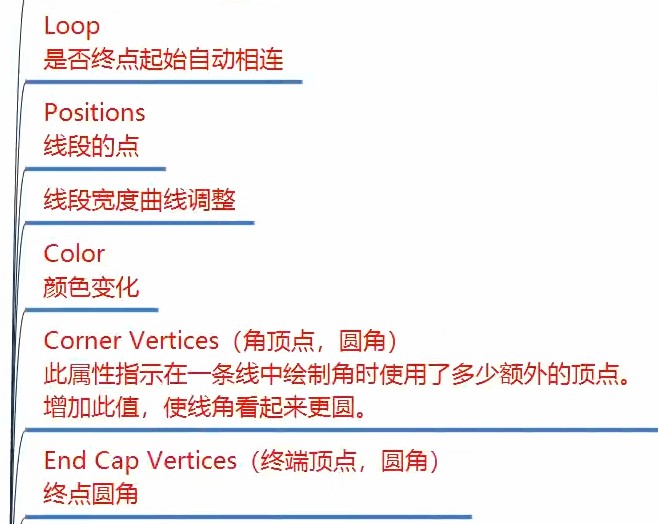 Loop
是否终点起始自动相连
Positions
线段的点
线段宽度曲线调整
Color
颜色变化
Corner Vertices（角顶点，圆角）
此属性指示在一条线中绘制角时使用了多少额外的顶点。
增加此值，使线角看起来更圆。
End Cap Vertices（终端顶点，圆角）
终点圆角